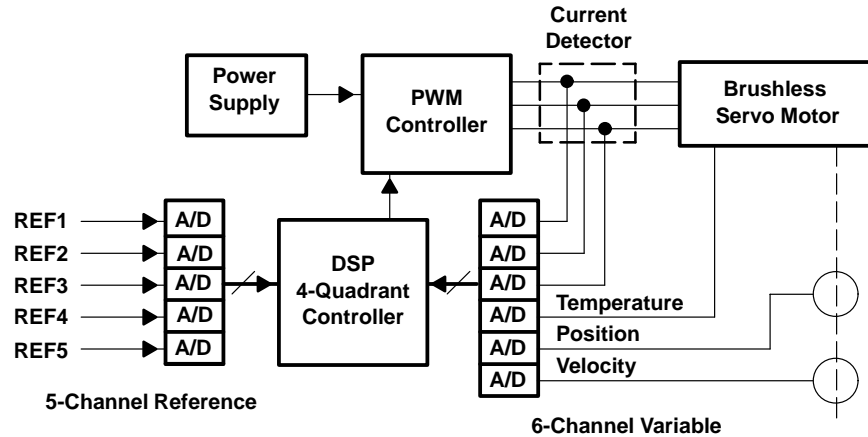 Current
Detector
Power
Supply
PWM
Controller
Brushless
Servo Motor
REF1
REF2
REF3
REF4
REF5
A/D
A/D
A/D
A/D
A/D
DSP
4-Quadrant
Controller
A/D
A/D
A/D
A/D
A/D
A/D
Temperature
Position
Velocity
5-Channel Reference
6-Channel Variable